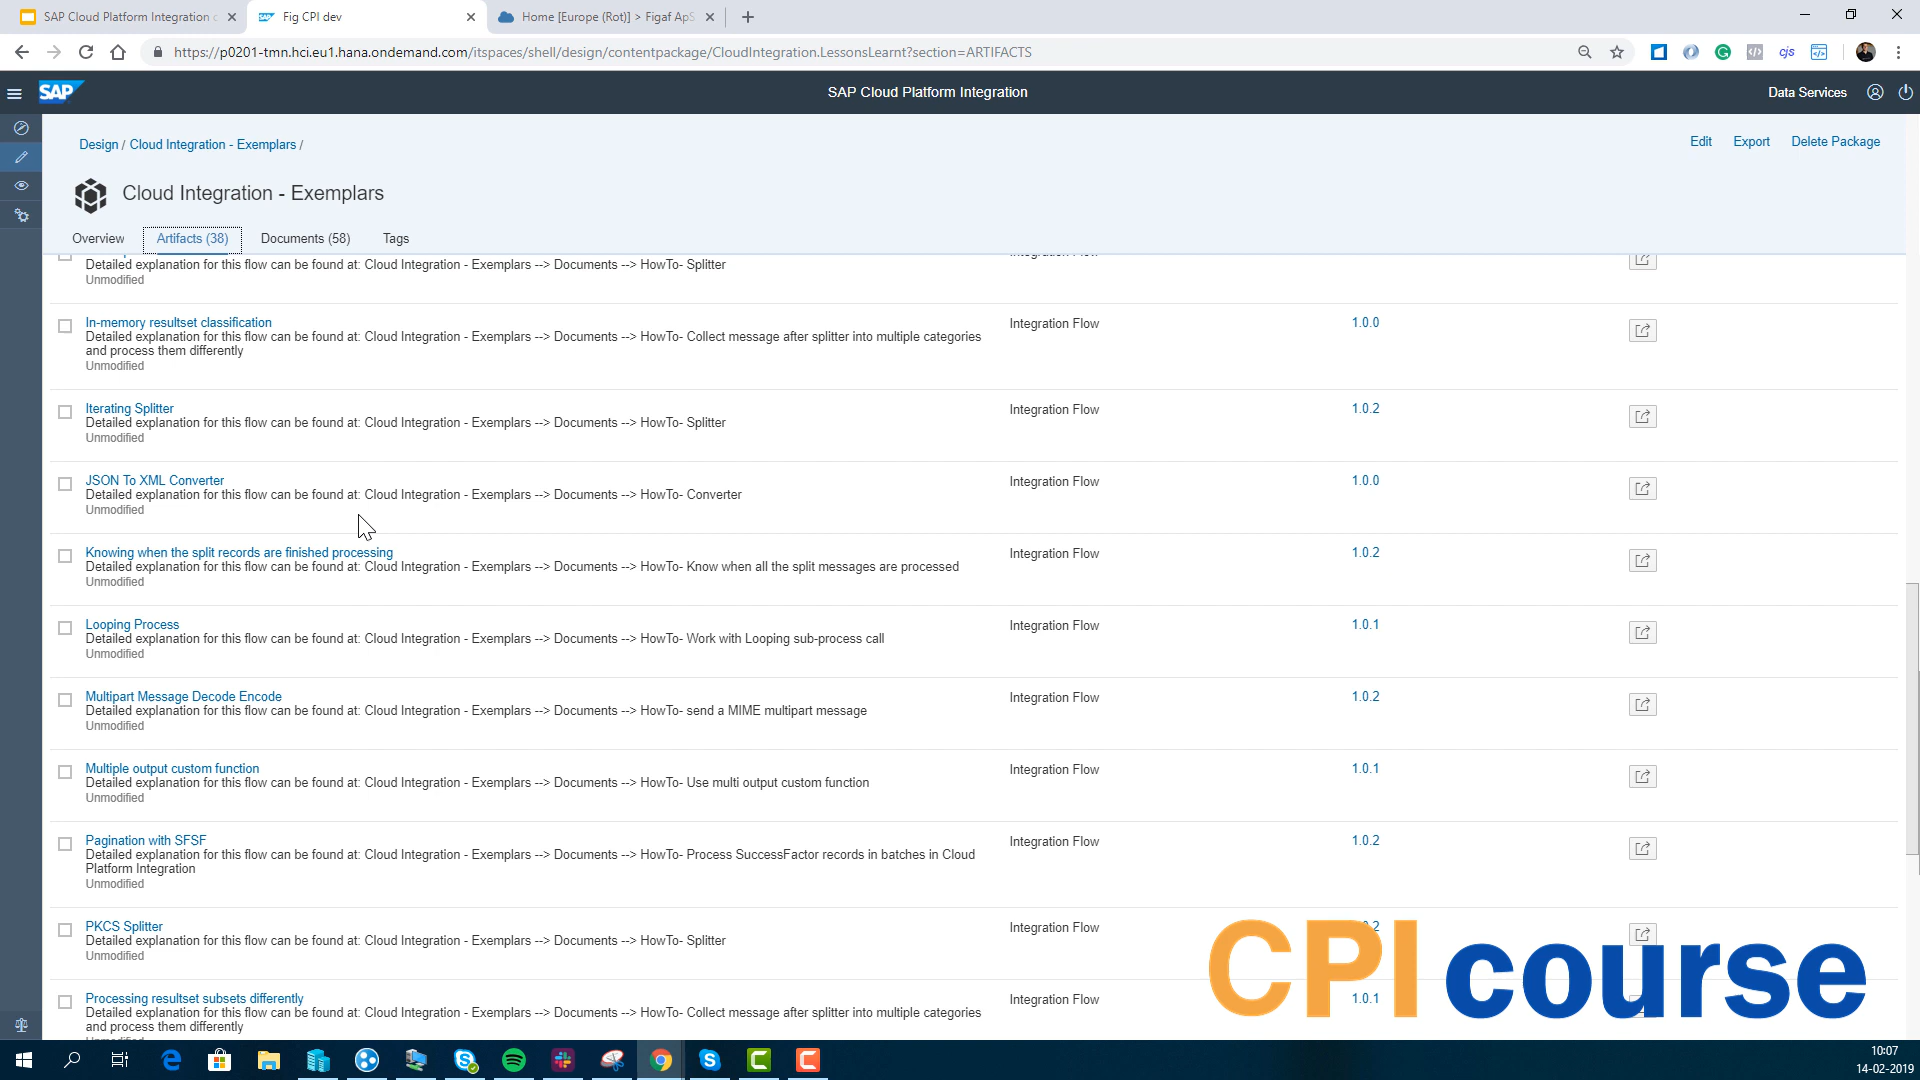 SAP Cloud Platform Integration c
Fig CPI dev
Home [Europe (Rot)] > Figaf ApS
https://p0201-tmn.hci.eu1.hana.ondemand.com/itspaces/shell/design/contentpackage/CloudIntegration.LessonsLearnt?section=ARTIFACTS
cjs
SAP
SAP Cloud Platform Integration
Data Services
Design / Cloud Integration - Exemplars /
Edit Export Delete Package
Cloud Integration - Exemplars
Overview Artifacts (38) Documents (58) Tags
Detailed explanation for this flow can be found at: Cloud Integration - Exemplars --> Documents --> HowTo- Splitter
Unmodified
In-memory resultset classification
Integration Flow 1.0.0
Detailed explanation for this flow can be found at: Cloud Integration - Exemplars --> Documents --> HowTo- Collect message after splitter into multiple categories
and process them differently
Unmodified
Iterating Splitter
Integration Flow 1.0.2
Detailed explanation for this flow can be found at: Cloud Integration - Exemplars --> Documents --> HowTo- Splitter
Unmodified
JSON To XML Converter
Integration Flow 1.0.0
Detailed explanation for this flow can be found at: Cloud Integration - Exemplars --> Documents --> HowTo- Converter
Unmodified
Knowing when the split records are finished processing
Integration Flow 1.0.2
Detailed explanation for this flow can be found at: Cloud Integration - Exemplars --> Documents --> HowTo- Know when all the split messages are processed
Unmodified
Looping Process
Integration Flow 1.0.1
Detailed explanation for this flow can be found at: Cloud Integration - Exemplars --> Documents --> HowTo- Work with Looping sub-process call
Unmodified
Multipart Message Decode Encode
Integration Flow 1.0.2
Detailed explanation for this flow can be found at: Cloud Integration - Exemplars --> Documents --> HowTo- send a MIME multipart message
Unmodified
Multiple output custom function
Integration Flow 1.0.1
Detailed explanation for this flow can be found at: Cloud Integration - Exemplars --> Documents --> HowTo- Use multi output custom function
Unmodified
Pagination with SFSF
Integration Flow 1.0.2
Detailed explanation for this flow can be found at: Cloud Integration - Exemplars --> Documents --> HowTo- Process SuccessFactor records in batches in Cloud
Platform Integration
Unmodified
PKCS Splitter
Integration Flow
Detailed explanation for this flow can be found at: Cloud Integration - Exemplars --> Documents --> HowTo- Splitter
Unmodified
Processing resultset subsets differently
Integration Flow 1.0.1
Detailed explanation for this flow can be found at: Cloud Integration - Exemplars --> Documents --> HowTo- Collect message after splitter into multiple categories
and process them differently
CPI course
10:07
14-02-2019